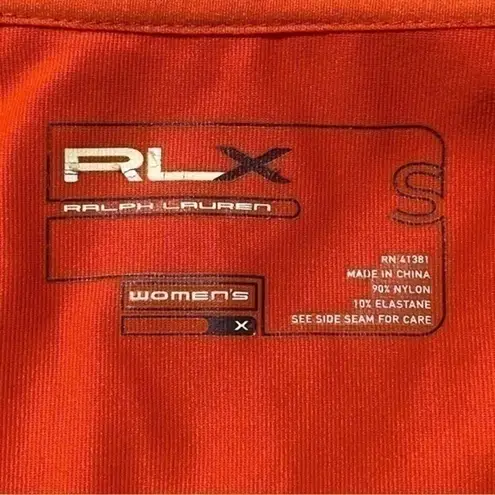 RLX
RALPH LAUREN
S
RN 41381
MADE IN CHINA
90% NYLON
10% ELASTANE
SEE SIDE SEAM FOR CARE
WOMEN'S
X